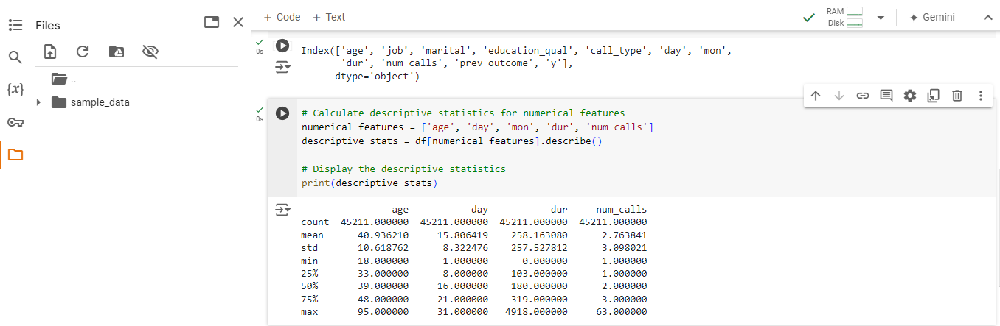 Files
..
sample_data
{x}
+ Code + Text
RAM
Disk
Gemini
0s
Index(['age', 'job', 'marital', 'education_qual', 'call_type', 'day', 'mon',
       'dur', 'num_calls', 'prev_outcome', 'y'],
      dtype='object')
0s
# Calculate descriptive statistics for numerical features
numerical_features = ['age', 'day', 'mon', 'dur', 'num_calls']
descriptive_stats = df[numerical_features].describe()
# Display the descriptive statistics
print(descriptive_stats)
                age           day           dur     num_calls
count  45211.000000  45211.000000  45211.000000  45211.000000
mean      40.936210     15.806419    258.163080      2.763841
std       10.618762      8.322476    257.527812      3.098021
min       18.000000      1.000000      0.000000      1.000000
25%       33.000000      8.000000    103.000000      1.000000
50%       39.000000     16.000000    180.000000      2.000000
75%       48.000000     21.000000    319.000000      3.000000
max       95.000000     31.000000   4918.000000     63.000000